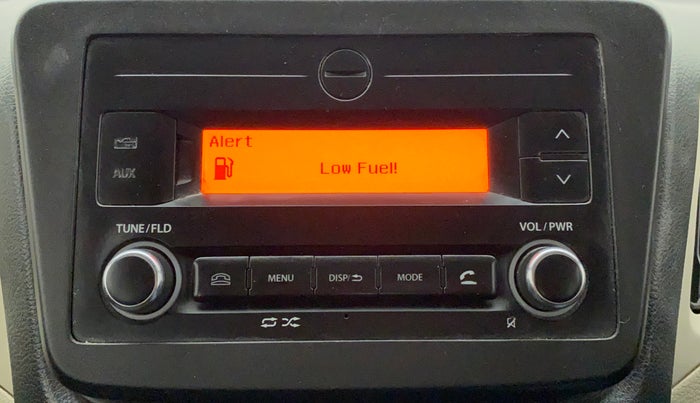 Alert
Low Fuel!
AUX
TUNE/FLD
VOL/PWR
MENU
DISP/
MODE